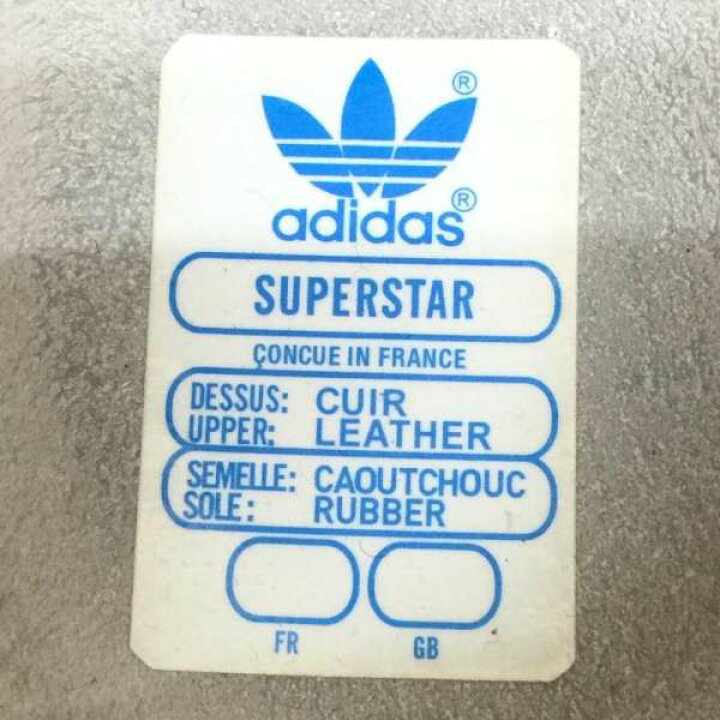 ®
adidas®
SUPERSTAR
ÇONCUE IN FRANCE
DESSUS: CUIR
UPPER: LEATHER
SEMELLE: CAOUTCHOUC
SOLE: RUBBER
FR GB